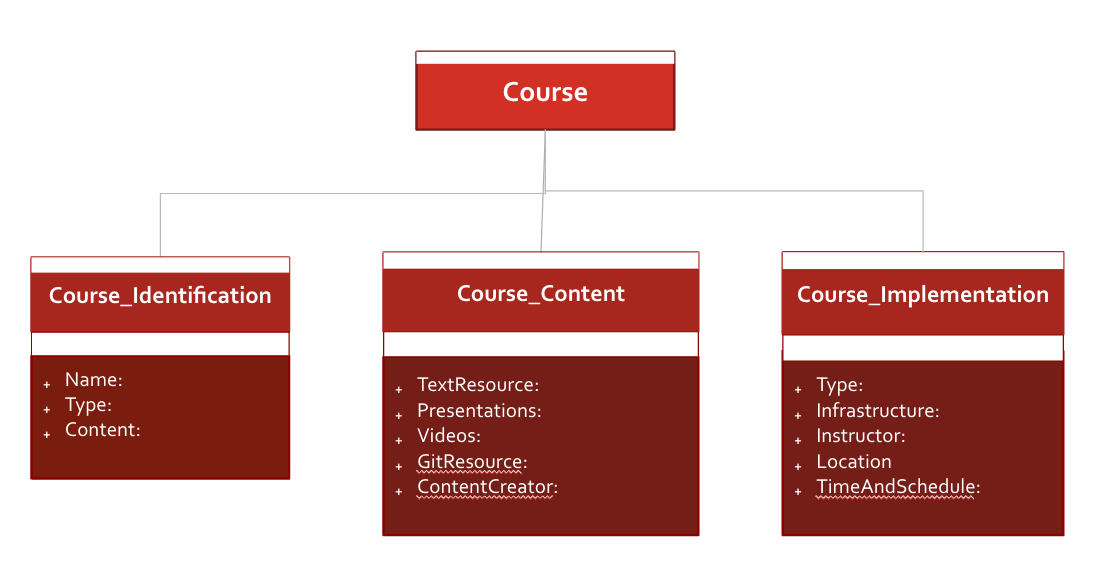 Course
Course_Identification
+ Name:
+ Type:
+ Content:
Course_Content
+ TextResource:
+ Presentations:
+ Videos:
+ GitResource:
+ ContentCreator:
Course_Implementation
+ Type:
+ Infrastructure:
+ Instructor:
+ Location
+ TimeAndSchedule: